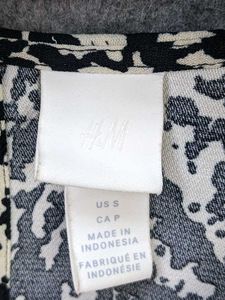 H&M
US S
CA P
MADE IN
INDONESIA
FABRIQUÉ EN
INDONÉSIE